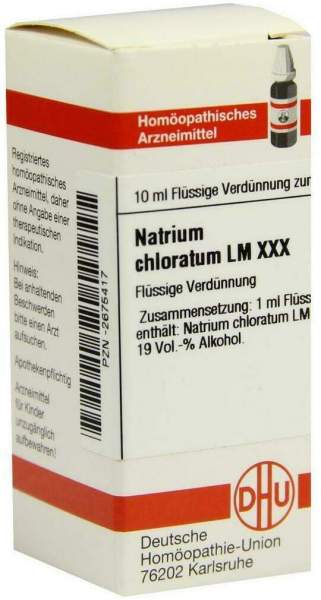 Homöopathisches
Arzneimittel
10 ml Flüssige Verdünnung zur
Natrium
chloratum LM XXX
Flüssige Verdünnung
Zusammensetzung: 1 ml Flüss
enthält: Natrium chloratum LM
19 Vol.-% Alkohol.
DHU
Deutsche
Homöopathie-Union
76202 Karlsruhe
Registriertes
homöopathisches
Arzneimittel, daher
ohne Angabe einer
therapeutischen
Indikation.
Hinweis:
Bei anhaltenden
Beschwerden
bitte einen Arzt
aufsuchen.
Apothekenpflichtig
Arzneimittel
für Kinder
unzugänglich
aufbewahren!
PZN -2675417